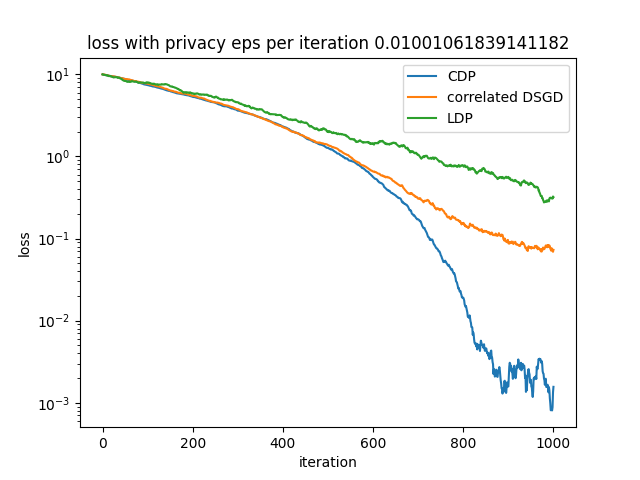 loss with privacy eps per iteration 0.01001061839141182
CDP
correlated DSGD
LDP
10¹
10⁰
10⁻¹
10⁻²
10⁻³
loss
0 200 400 600 800 1000
iteration